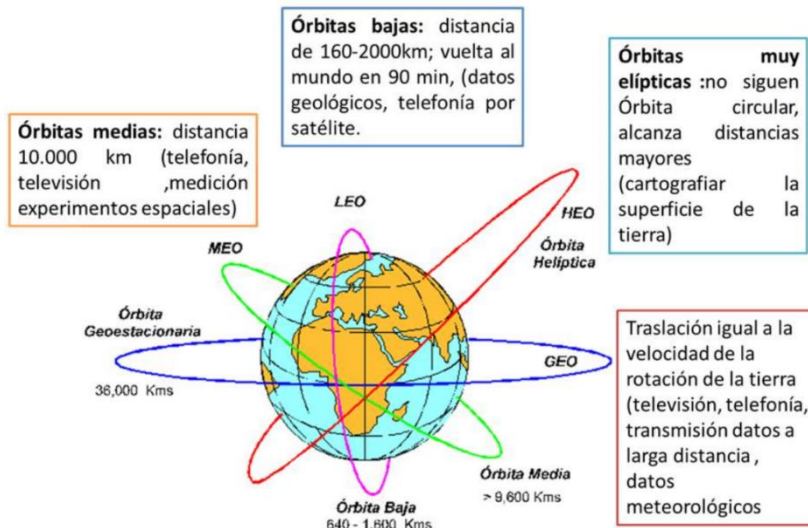 Órbitas bajas: distancia
de 160-2000km; vuelta al
mundo en 90 min, (datos
geológicos, telefonía por
satélite.
Órbitas muy
elípticas :no siguen
Órbita circular,
alcanza distancias
mayores
(cartografiar la
superficie de la
tierra)
Órbitas medias: distancia
10.000 km (telefonía,
televisión ,medición
experimentos espaciales)
LEO
HEO
Órbita
Helíptica
MEO
Órbita
Geoestacionaria
GEO
36,000 Kms
Traslación igual a la
velocidad de la
rotación de la tierra
(televisión, telefonía,
transmisión datos a
larga distancia ,
datos
meteorológicos
Órbita Media
> 9,600 Kms
Órbita Baja
640 - 1,600 Kms